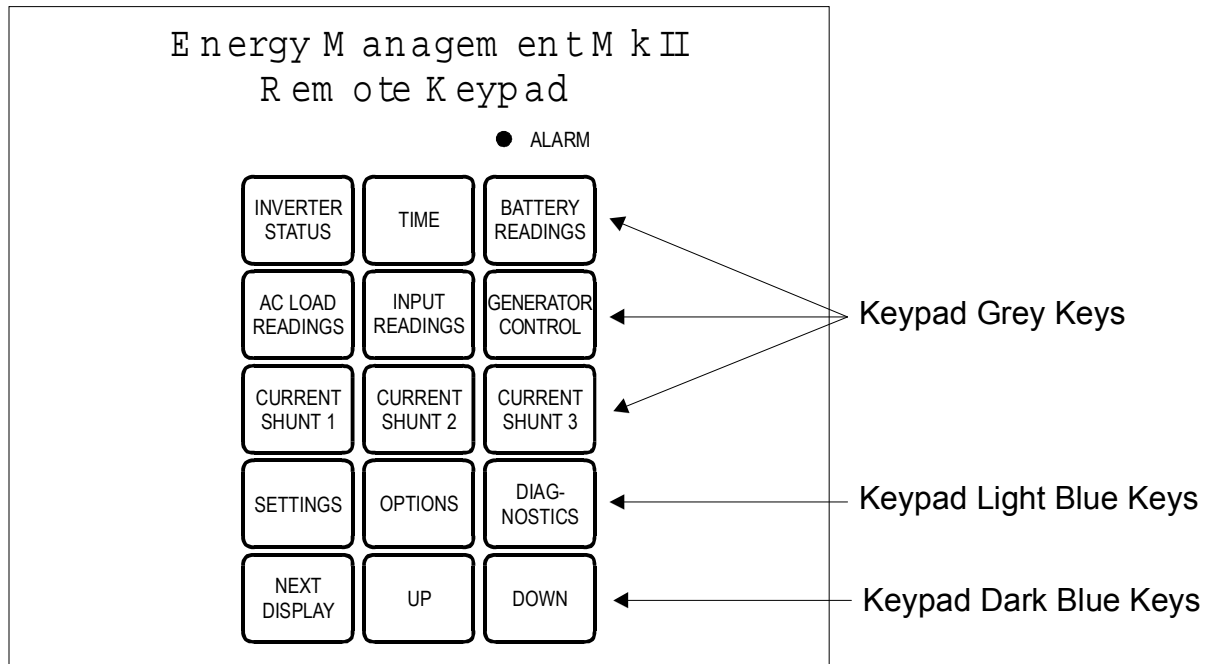 Energy Management Mk II
Remote Keypad
ALARM
INVERTER
STATUS
TIME
BATTERY
READINGS
AC LOAD
READINGS
INPUT
READINGS
GENERATOR
CONTROL
Keypad Grey Keys
CURRENT
SHUNT 1
CURRENT
SHUNT 2
CURRENT
SHUNT 3
SETTINGS
OPTIONS
DIAG-
NOSTICS
Keypad Light Blue Keys
NEXT
DISPLAY
UP
DOWN
Keypad Dark Blue Keys